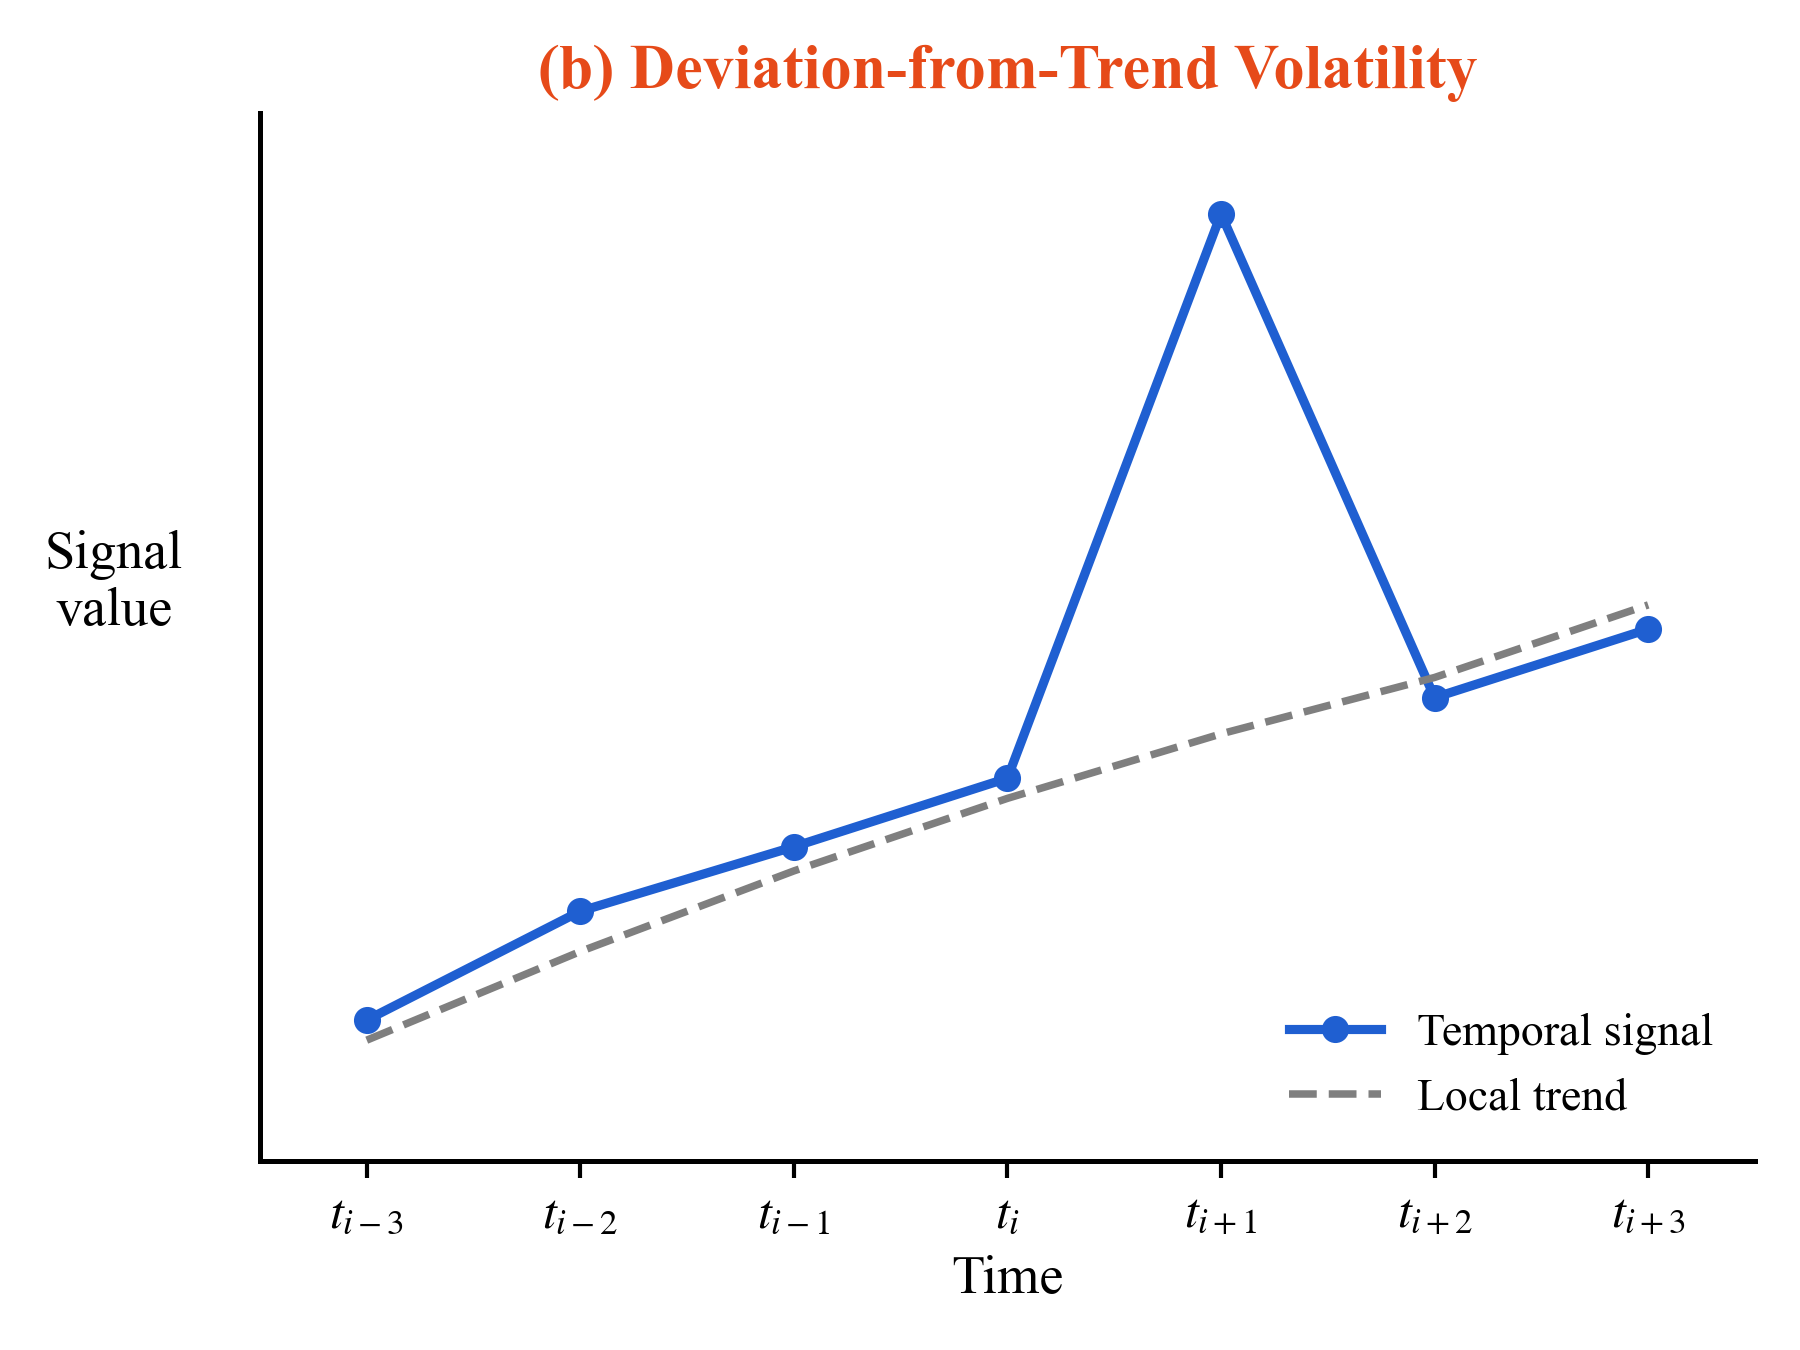 (b) Deviation-from-Trend Volatility
Signal
value
Temporal signal
Local trend
t_{i−3} t_{i−2} t_{i−1} t_i t_{i+1} t_{i+2} t_{i+3}
Time